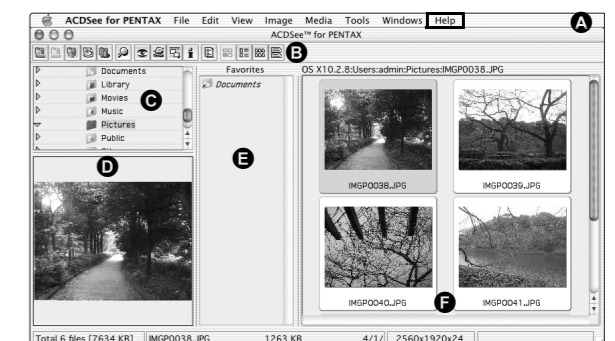 ACDSee for PENTAX File Edit View Image Media Tools Windows Help A
ACDSee™ for PENTAX
B
Favorites OS X10.2.8:Users:admin:Pictures:IMGP0038.JPG
Documents
Library
Movies
Music
Pictures
Public
C
Documents
D
E
IMGP0038.JPG IMGP0039.JPG
IMGP0040.JPG IMGP0041.JPG
F
Total 6 files [7634 KB] IMGP0038.JPG 1263 KB 4/1/ 2560x1920x24